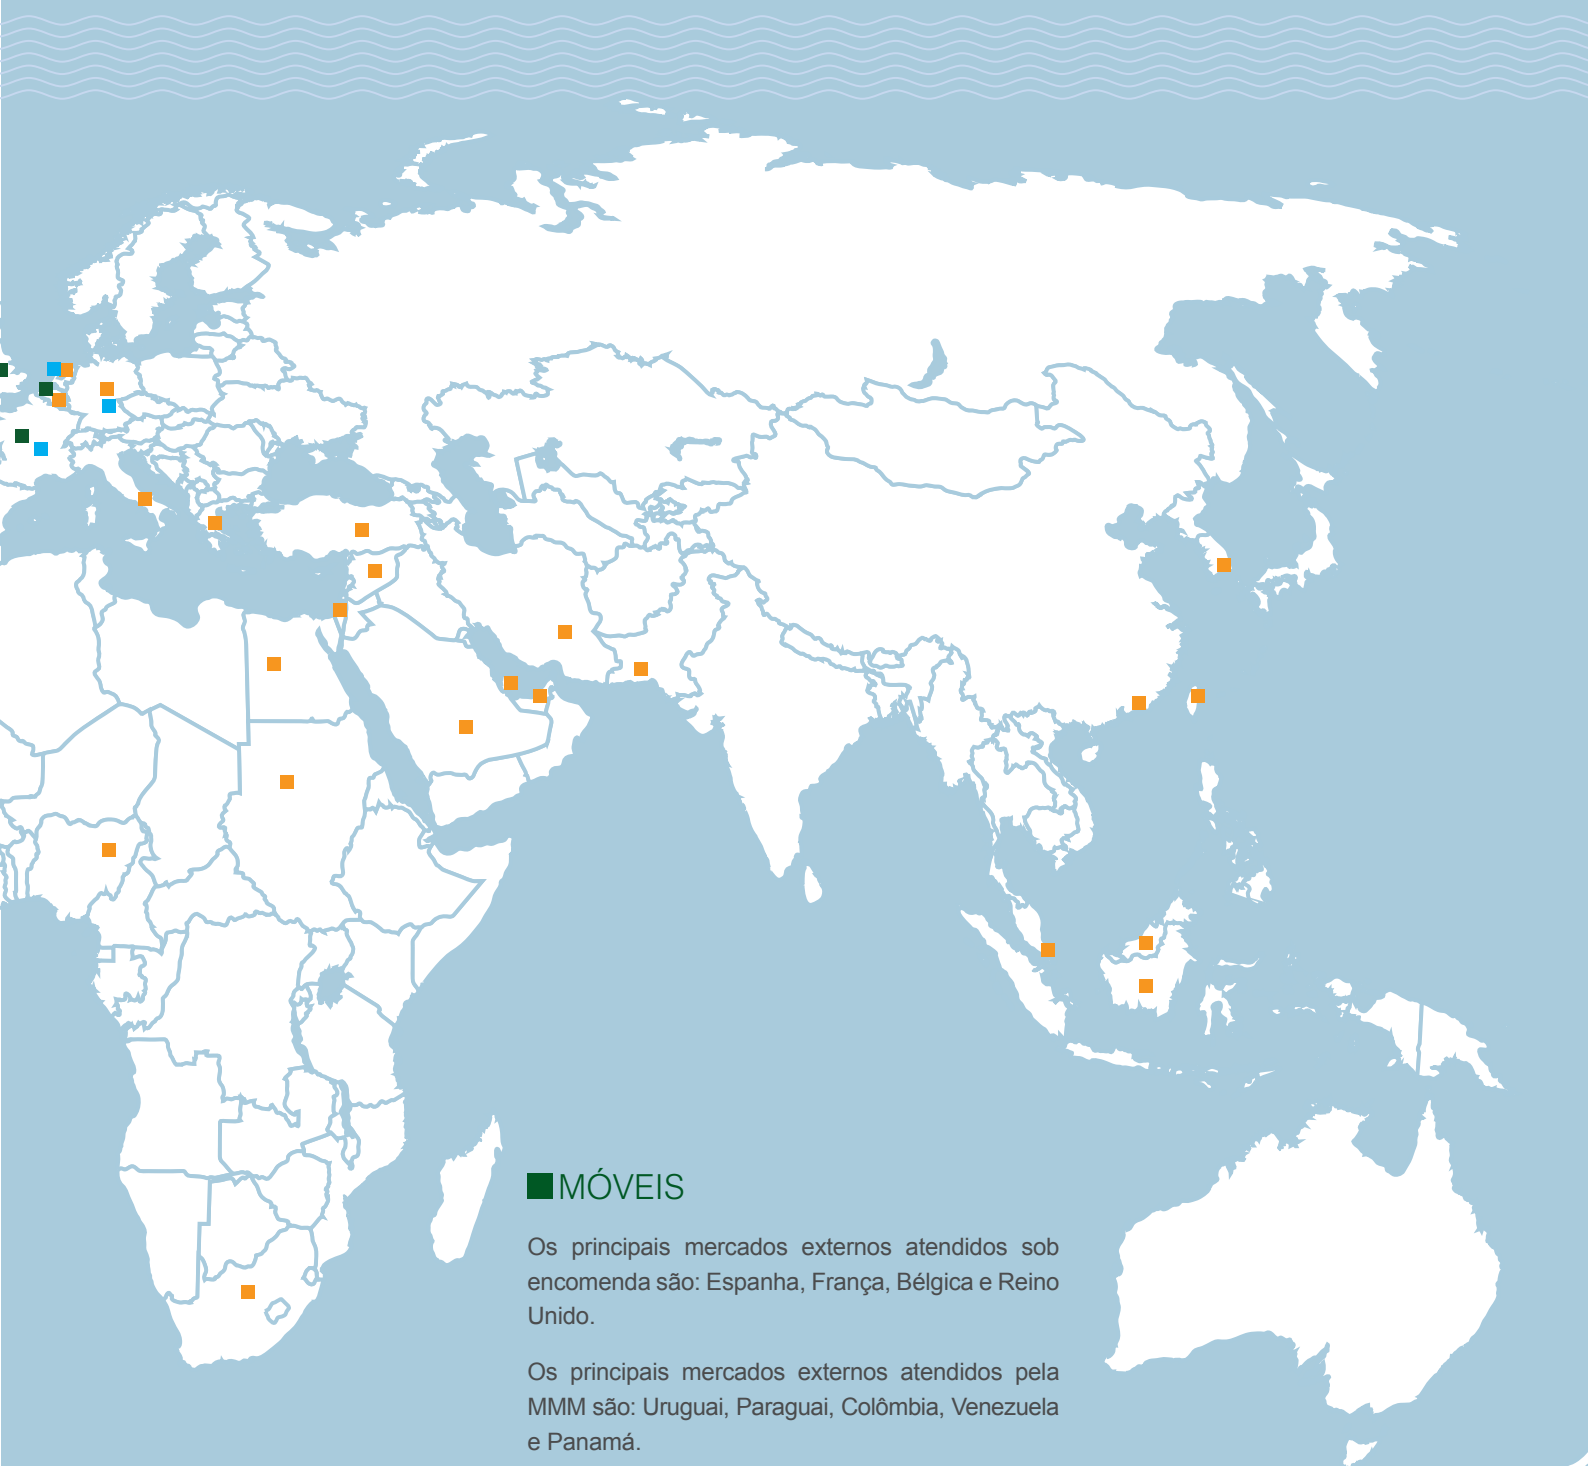 MÓVEIS
Os principais mercados externos atendidos sob
encomenda são: Espanha, França, Bélgica e Reino
Unido.
Os principais mercados externos atendidos pela
MMM são: Uruguai, Paraguai, Colômbia, Venezuela
e Panamá.